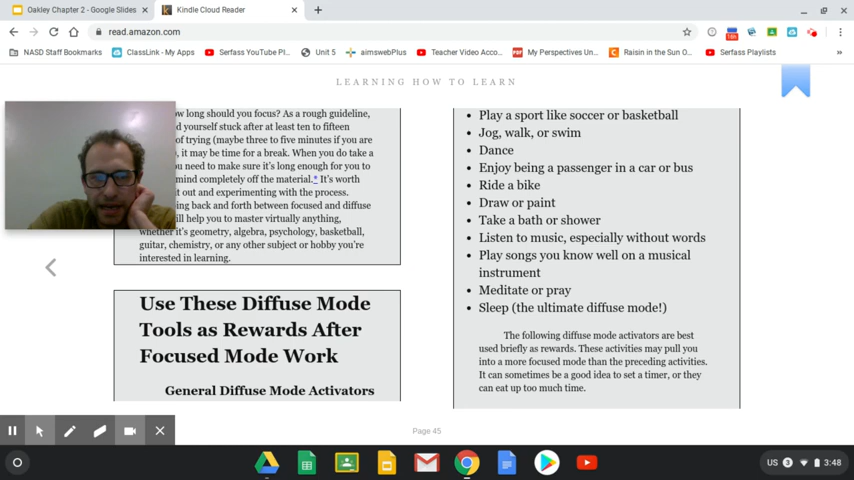 Oakley Chapter 2 - Google Slides
Kindle Cloud Reader
read.amazon.com
18h
NASD Staff Bookmarks
ClassLink - My Apps
Serfass YouTube Pl...
Unit 5
aimswebPlus
Teacher Video Acco...
My Perspectives Un...
Raisin in the Sun O...
Serfass Playlists
»
LEARNING HOW TO LEARN
ow long should you focus? As a rough guideline,
d yourself stuck after at least ten to fifteen
of trying (maybe three to five minutes if you are
, it may be time for a break. When you do take a
ou need to make sure it's long enough for you to
mind completely off the material.* It's worth
t out and experimenting with the process.
ing back and forth between focused and diffuse
ill help you to master virtually anything,
whether it's geometry, algebra, psychology, basketball,
guitar, chemistry, or any other subject or hobby you're
interested in learning.
Use These Diffuse Mode
Tools as Rewards After
Focused Mode Work
General Diffuse Mode Activators
• Play a sport like soccer or basketball
• Jog, walk, or swim
• Dance
• Enjoy being a passenger in a car or bus
• Ride a bike
• Draw or paint
• Take a bath or shower
• Listen to music, especially without words
• Play songs you know well on a musical
instrument
• Meditate or pray
• Sleep (the ultimate diffuse mode!)
The following diffuse mode activators are best
used briefly as rewards. These activities may pull you
into a more focused mode than the preceding activities.
It can sometimes be a good idea to set a timer, or they
can eat up too much time.
Page 45
US 3 3:48